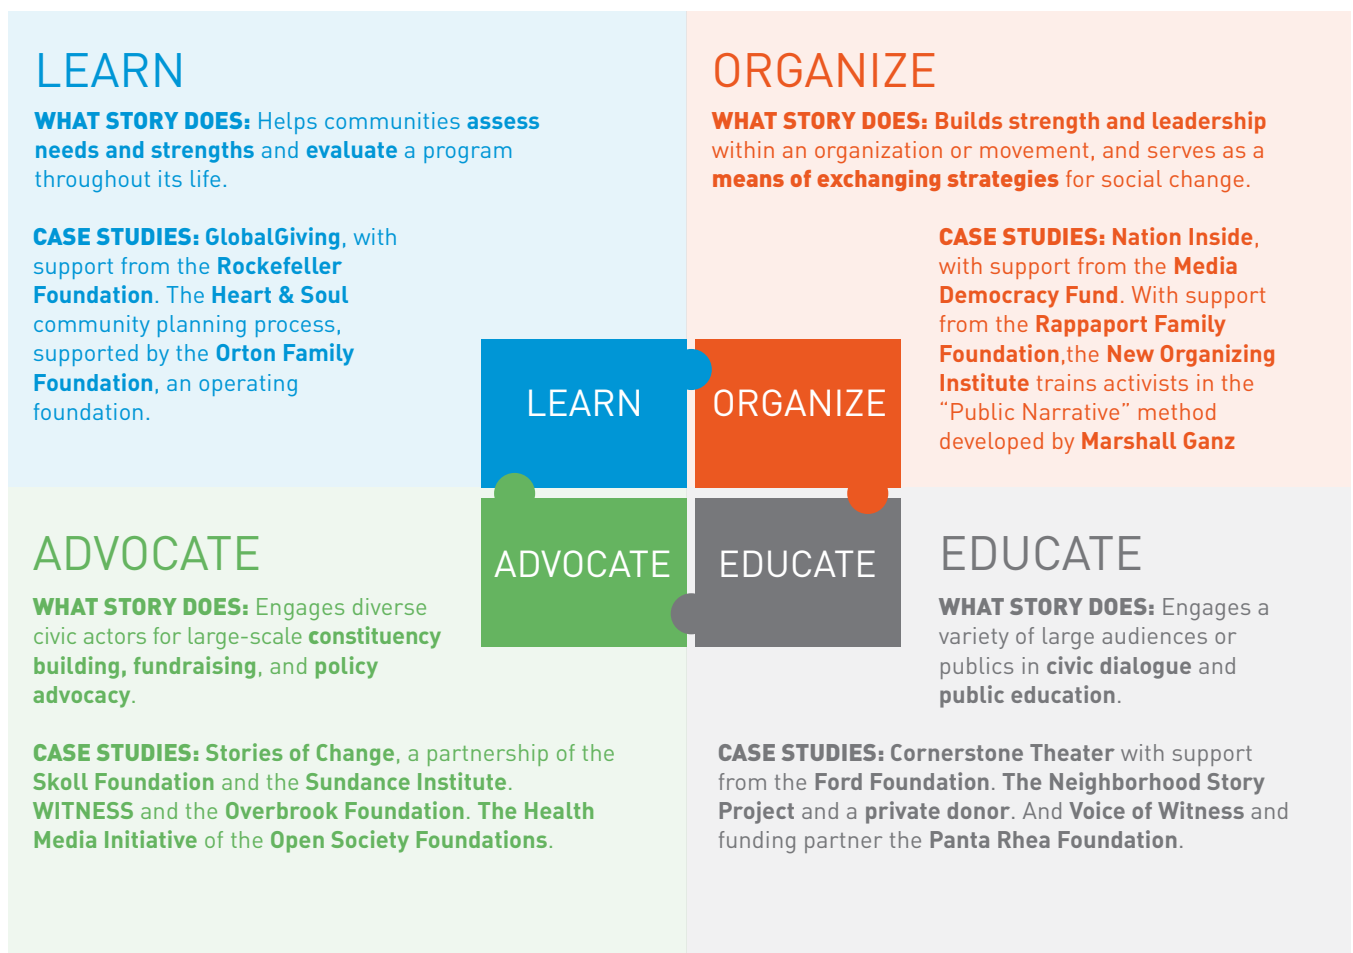 LEARN
WHAT STORY DOES: Helps communities assess
needs and strengths and evaluate a program
throughout its life.
CASE STUDIES: GlobalGiving, with
support from the Rockefeller
Foundation. The Heart & Soul
community planning process,
supported by the Orton Family
Foundation, an operating
foundation.
ORGANIZE
WHAT STORY DOES: Builds strength and leadership
within an organization or movement, and serves as a
means of exchanging strategies for social change.
CASE STUDIES: Nation Inside,
with support from the Media
Democracy Fund. With support
from the Rappaport Family
Foundation,the New Organizing
Institute trains activists in the
“Public Narrative” method
developed by Marshall Ganz
LEARN
ORGANIZE
ADVOCATE
EDUCATE
ADVOCATE
WHAT STORY DOES: Engages diverse
civic actors for large-scale constituency
building, fundraising, and policy
advocacy.
CASE STUDIES: Stories of Change, a partnership of the
Skoll Foundation and the Sundance Institute.
WITNESS and the Overbrook Foundation. The Health
Media Initiative of the Open Society Foundations.
EDUCATE
WHAT STORY DOES: Engages a
variety of large audiences or
publics in civic dialogue and
public education.
CASE STUDIES: Cornerstone Theater with support
from the Ford Foundation. The Neighborhood Story
Project and a private donor. And Voice of Witness and
funding partner the Panta Rhea Foundation.